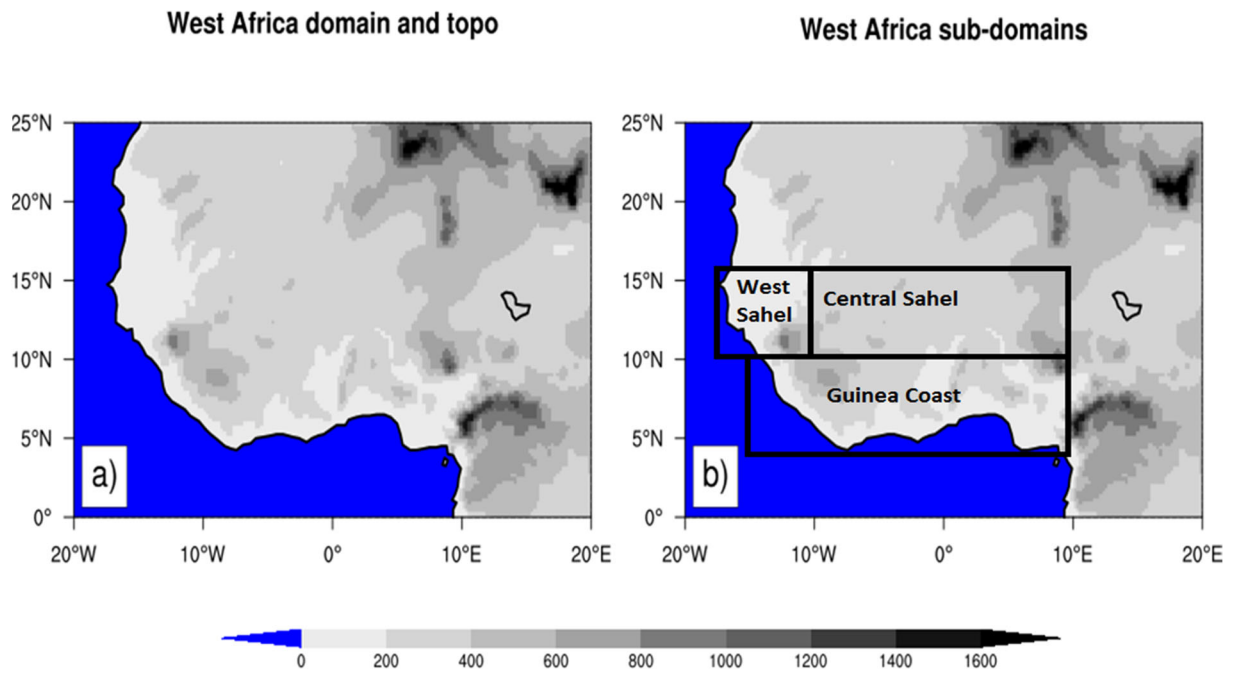 West Africa domain and topo
25°N
20°N
15°N
10°N
5°N
0°
a)
20°W 10°W 0° 10°E 20°E
West Africa sub-domains
25°N
20°N
15°N
10°N
5°N
0°
West
Sahel
Central Sahel
Guinea Coast
b)
20°W 10°W 0° 10°E 20°E
0 200 400 600 800 1000 1200 1400 1600